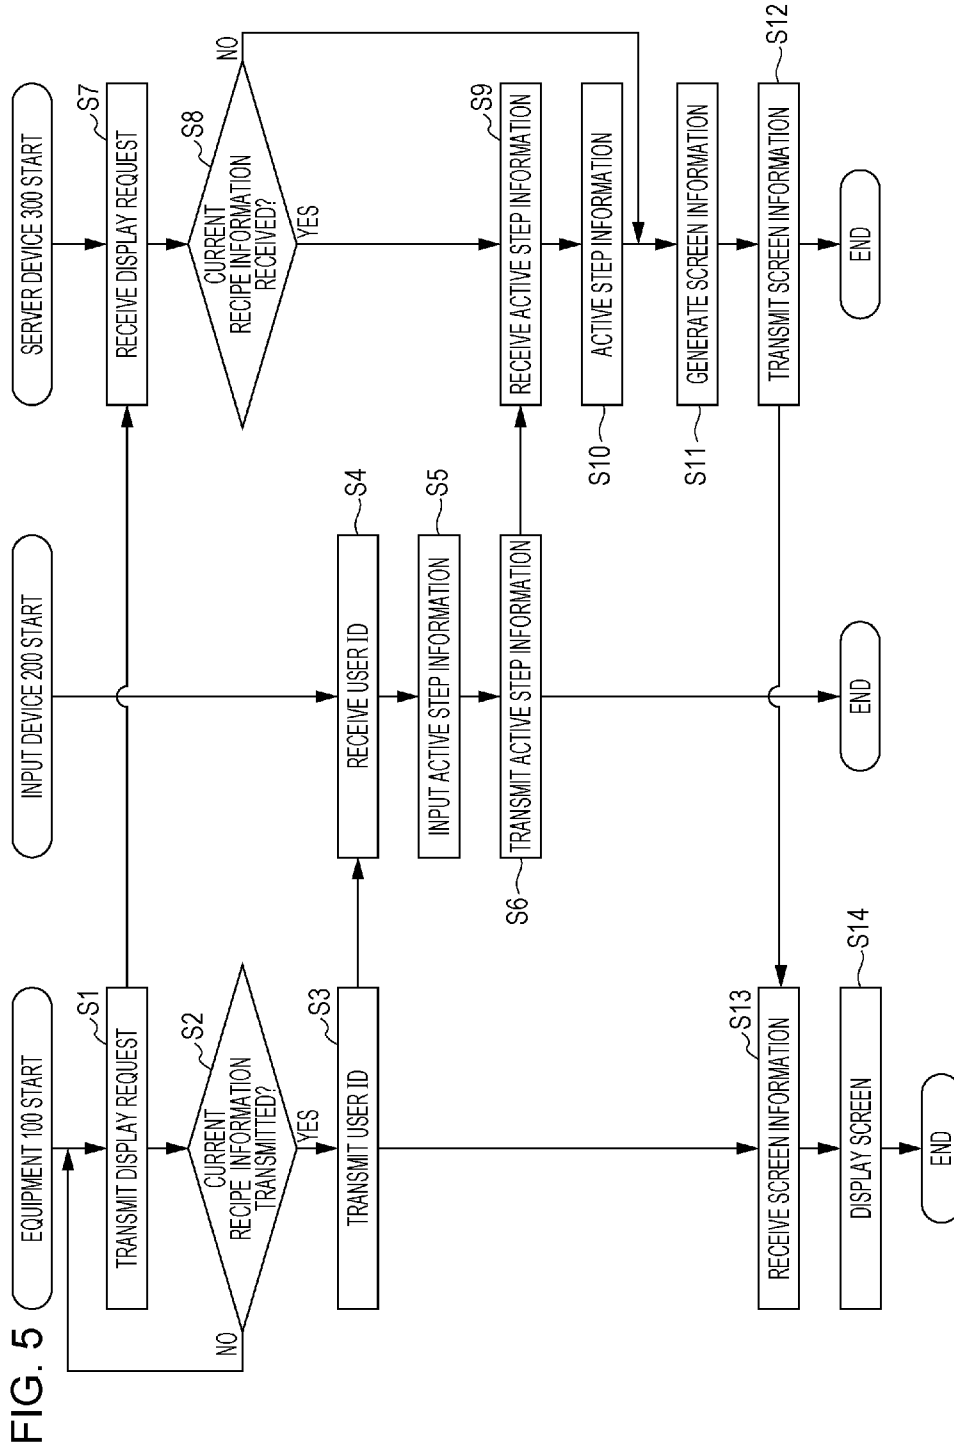 FIG. 5
EQUIPMENT 100 START
TRANSMIT DISPLAY REQUEST
S1
CURRENT
RECIPE INFORMATION
TRANSMITTED?
S2
NO
YES
TRANSMIT USER ID
S3
RECEIVE SCREEN INFORMATION
S13
DISPLAY SCREEN
S14
END
INPUT DEVICE 200 START
RECEIVE USER ID
S4
INPUT ACTIVE STEP INFORMATION
S5
TRANSMIT ACTIVE STEP INFORMATION
S6
END
SERVER DEVICE 300 START
RECEIVE DISPLAY REQUEST
S7
CURRENT
RECIPE INFORMATION
RECEIVED?
S8
NO
YES
RECEIVE ACTIVE STEP INFORMATION
S9
ACTIVE STEP INFORMATION
S10
GENERATE SCREEN INFORMATION
S11
TRANSMIT SCREEN INFORMATION
S12
END